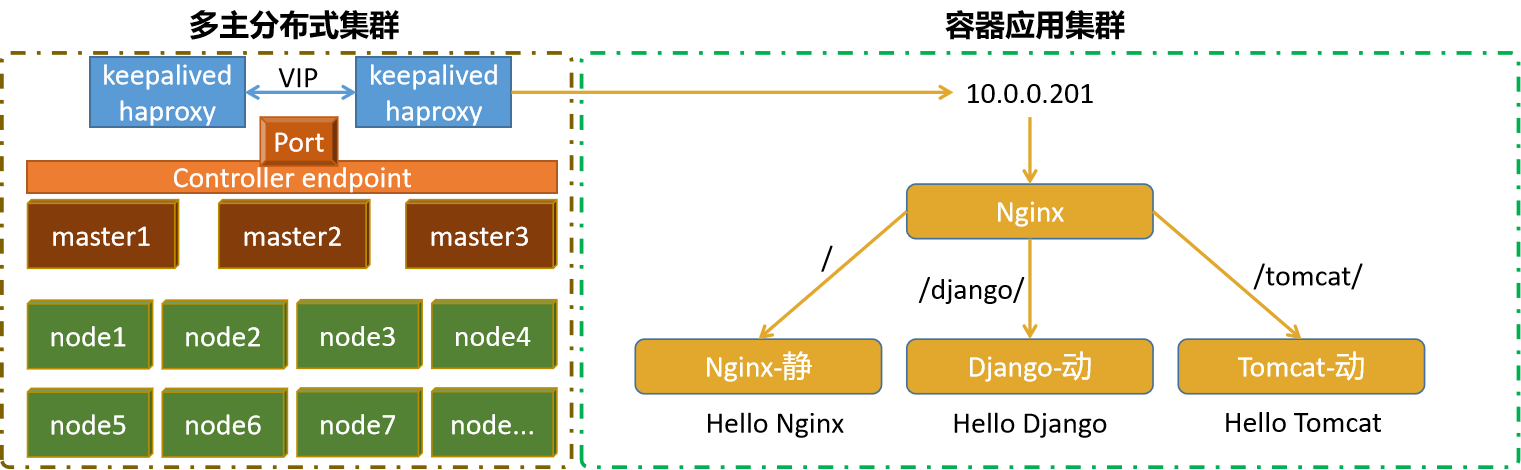 多主分布式集群
keepalived
haproxy
VIP
keepalived
haproxy
Port
Controller endpoint
master1
master2
master3
node1
node2
node3
node4
node5
node6
node7
node...
容器应用集群
10.0.0.201
Nginx
/
/django/
/tomcat/
Nginx-静
Django-动
Tomcat-动
Hello Nginx
Hello Django
Hello Tomcat